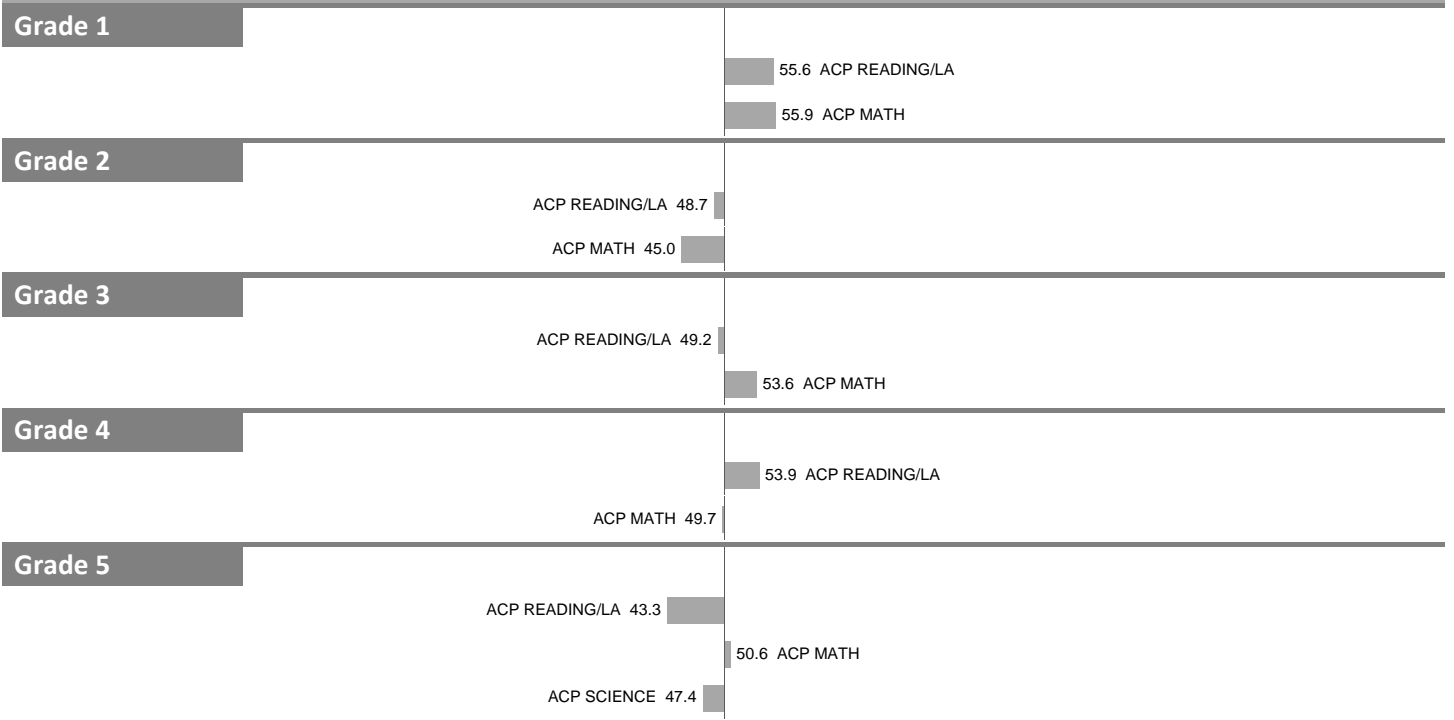 Grade 1
55.6 ACP READING/LA
55.9 ACP MATH
Grade 2
ACP READING/LA 48.7
ACP MATH 45.0
Grade 3
ACP READING/LA 49.2
53.6 ACP MATH
Grade 4
53.9 ACP READING/LA
ACP MATH 49.7
Grade 5
ACP READING/LA 43.3
50.6 ACP MATH
ACP SCIENCE 47.4